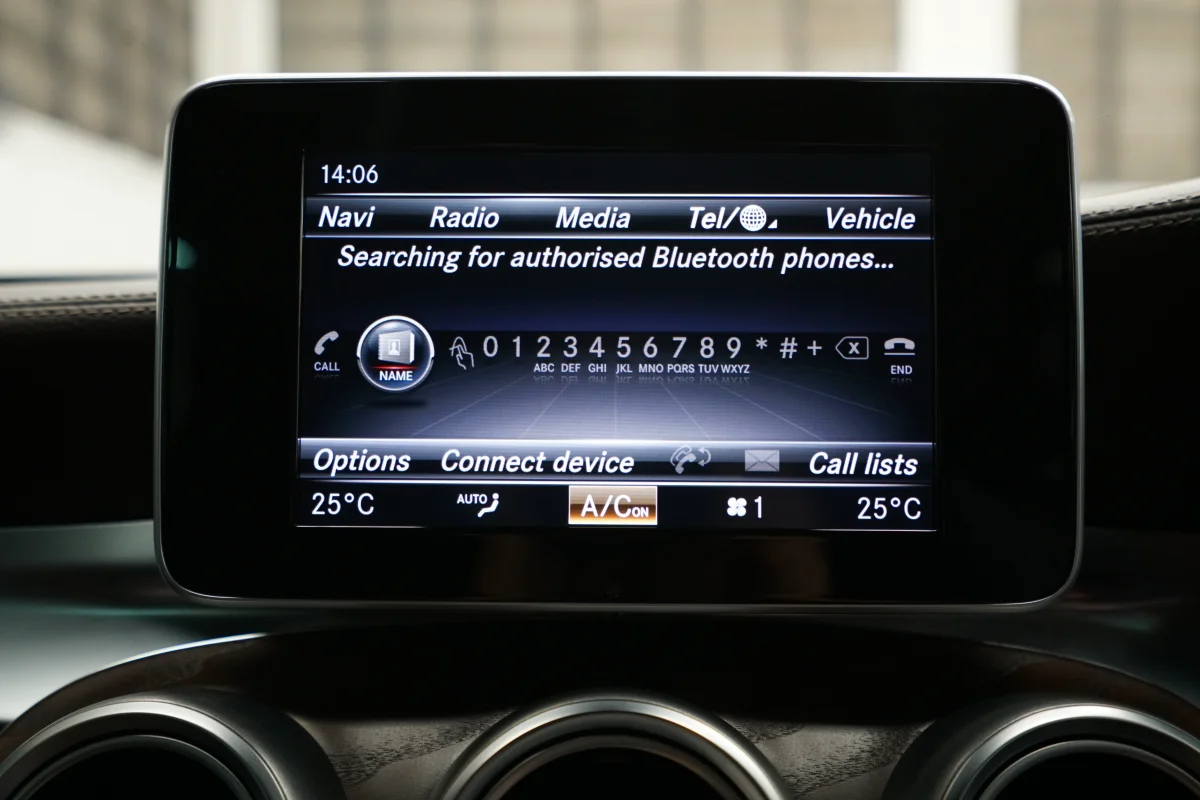 14:06
Navi Radio Media Tel/ Vehicle
Searching for authorised Bluetooth phones...
CALL NAME 0 1 2 3 4 5 6 7 8 9 * # + X END
ABC DEF GHI JKL MNO PQRS TUV WXYZ
Options Connect device Call lists
25°C AUTO A/C ON 1 25°C